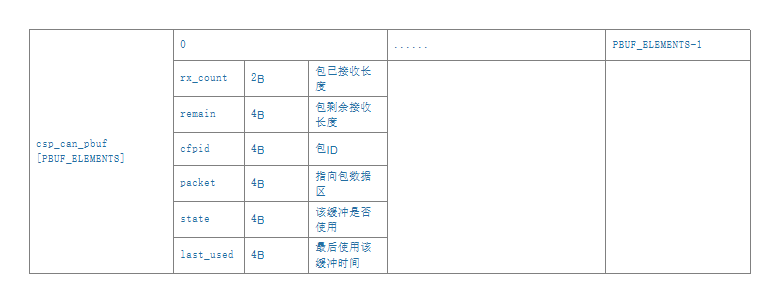 0
......
PBUF_ELEMENTS-1
csp_can_pbuf
[PBUF_ELEMENTS]
rx_count
2B
包已接收长
度
remain
4B
包剩余接收
长度
cfpid
4B
包ID
packet
4B
指向包数据
区
state
4B
该缓冲是否
使用
last_used
4B
最后使用该
缓冲时间